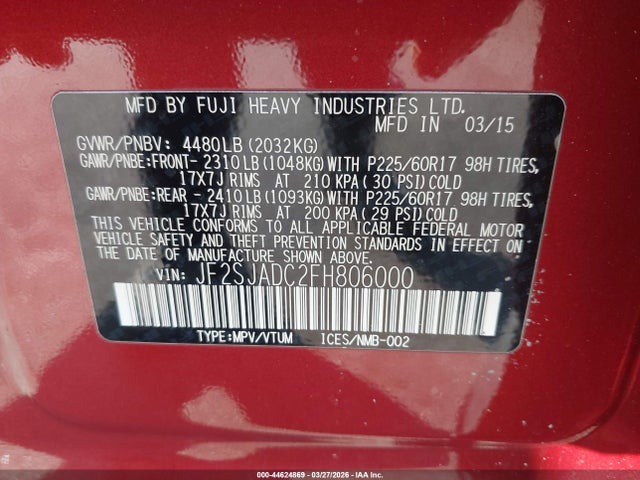 MFD BY FUJI HEAVY INDUSTRIES LTD.
MFD IN 03/15
GVWR/PNBV: 4480LB (2032KG)
GAWR/PNBE:FRONT- 2310LB (1048KG) WITH P225/60R17 98H TIRES,
17X7J RIMS AT 210 KPA (30 PSI) COLD
GAWR/PNBE:REAR - 2410LB (1093KG) WITH P225/60R17 98H TIRES,
17X7J RIMS AT 200 KPA (29 PSI) COLD
THIS VEHICLE CONFORMS TO ALL APPLICABLE FEDERAL MOTOR
VEHICLE SAFETY AND THEFT PREVENTION STANDARDS IN EFFECT ON
THE DATE OF MANUFACTURE SHOWN ABOVE.
VIN: JF2SJADC2FH806000
TYPE:MPV/VTUM ICES/NMB-002
000-44624869 - 03/27/2026 - IAA Inc.